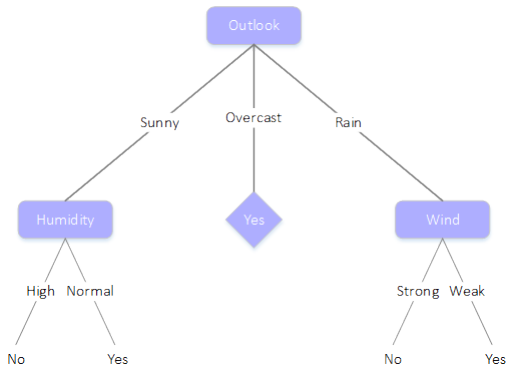 Outlook
Sunny
Overcast
Rain
Humidity
Yes
Wind
High
Normal
Strong
Weak
No
Yes
No
Yes